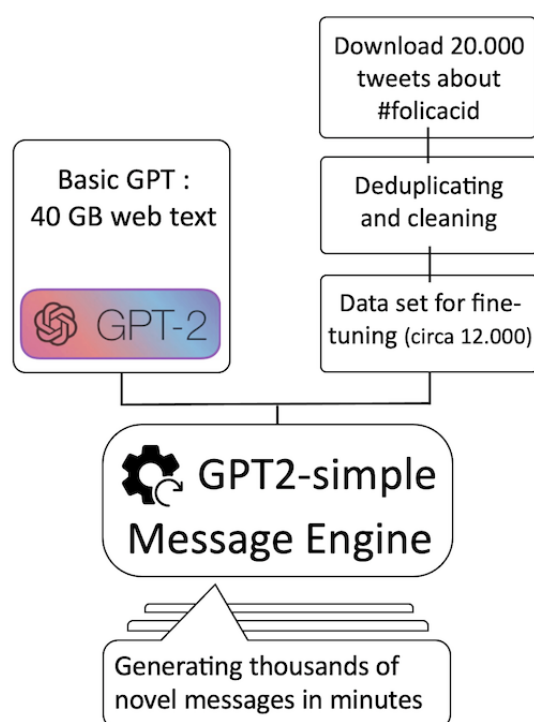 Download 20.000
tweets about
#folicacid
Basic GPT :
40 GB web text
GPT-2
Deduplicating
and cleaning
Data set for fine-
tuning (circa 12.000)
GPT2-simple
Message Engine
Generating thousands of
novel messages in minutes